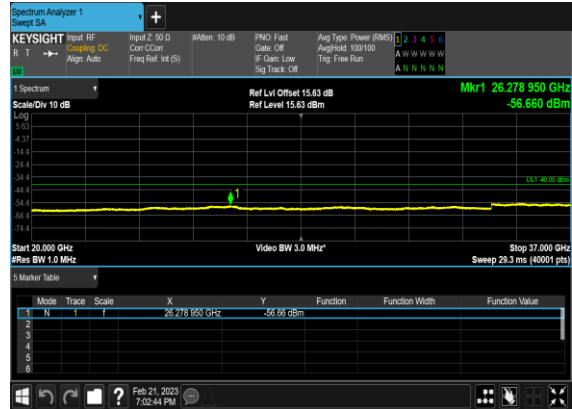 Spectrum Analyzer 1
Swept SA
+
KEYSIGHT Input: RF Input Z: 50 Ω #Atten: 10 dB PNO: Fast Avg Type: Power (RMS) 1 2 3 4 5 6
R T Coupling: DC Corr CCorr Gate: Off Avg|Hold: 100/100 A W W W W W
Align: Auto Freq Ref: Int (S) IF Gain: Low Trig: Free Run
Sig Track: Off A N N N N N
1 Spectrum
Ref Lvl Offset 15.63 dB Mkr1 26.278 950 GHz
Scale/Div 10 dB Ref Level 15.63 dBm -56.660 dBm
Log
5.63
-4.37
-14.4
-24.4
-34.4
DL1 -40.00 dBm
-44.4
1
-54.4
-64.4
-74.4
Start 20.000 GHz Video BW 3.0 MHz* Stop 37.000 GHz
#Res BW 1.0 MHz Sweep 29.3 ms (40001 pts)
5 Marker Table
Mode Trace Scale X Y Function Function Width Function Value
1 N 1 f 26.278 950 GHz -56.66 dBm
2
3
4
5
6
? Feb 21, 2023
7:02:44 PM